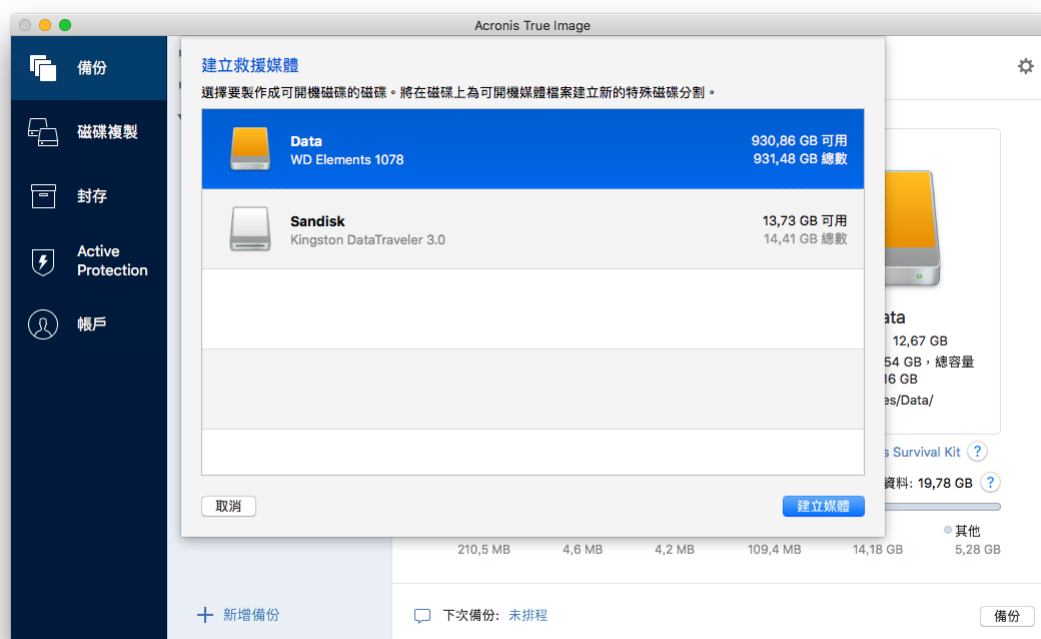 Acronis True Image
備份
磁碟複製
封存
Active
Protection
帳戶
建立救援媒體
選擇要製作成可開機磁碟的磁碟。將在磁碟上為可開機媒體檔案建立新的特殊磁碟分割。
Data
WD Elements 1078
930,86 GB 可用
931,48 GB 總數
Sandisk
Kingston DataTraveler 3.0
13,73 GB 可用
14,41 GB 總數
取消
建立媒體
ata
12,67 GB
54 GB，總容量
16 GB
es/Data/
s Survival Kit ?
資料: 19,78 GB ?
其他
210,5 MB 4,6 MB 4,2 MB 109,4 MB 14,18 GB 5,28 GB
新增備份
下次備份: 未排程
備份